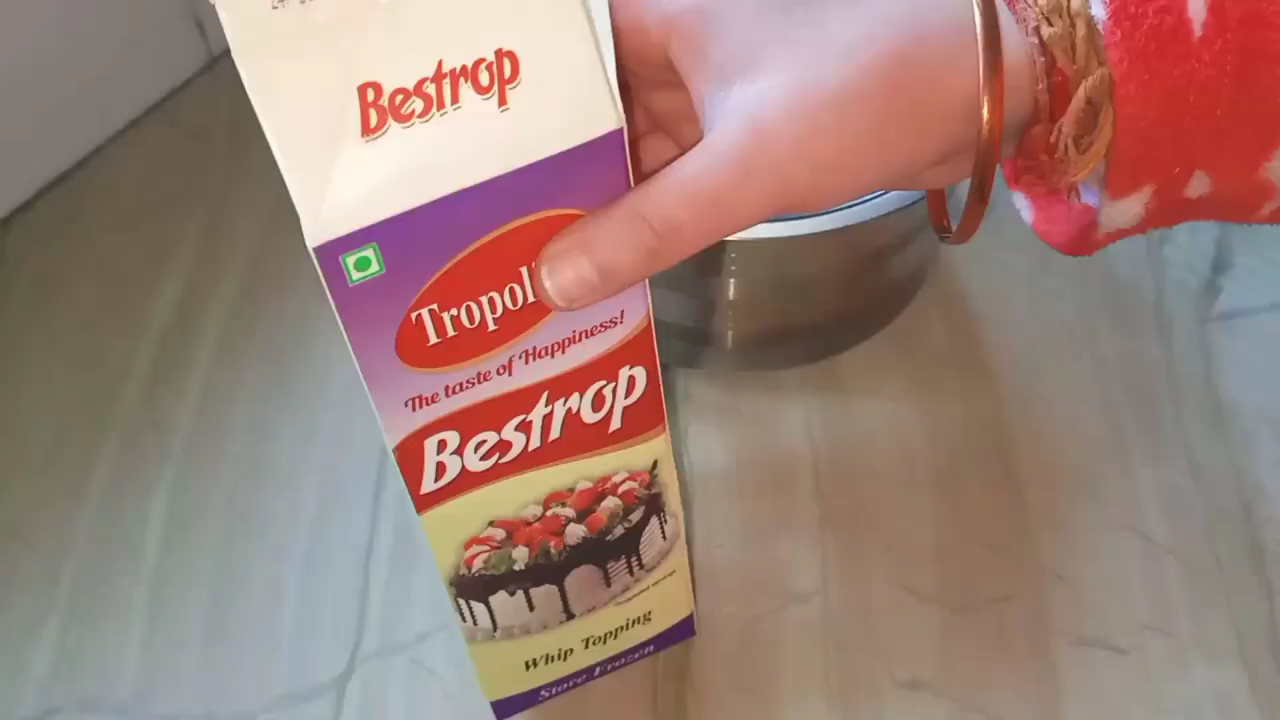 Bestrop
Tropol
The taste of Happiness!
Bestrop
Whip Topping
Store Frozen